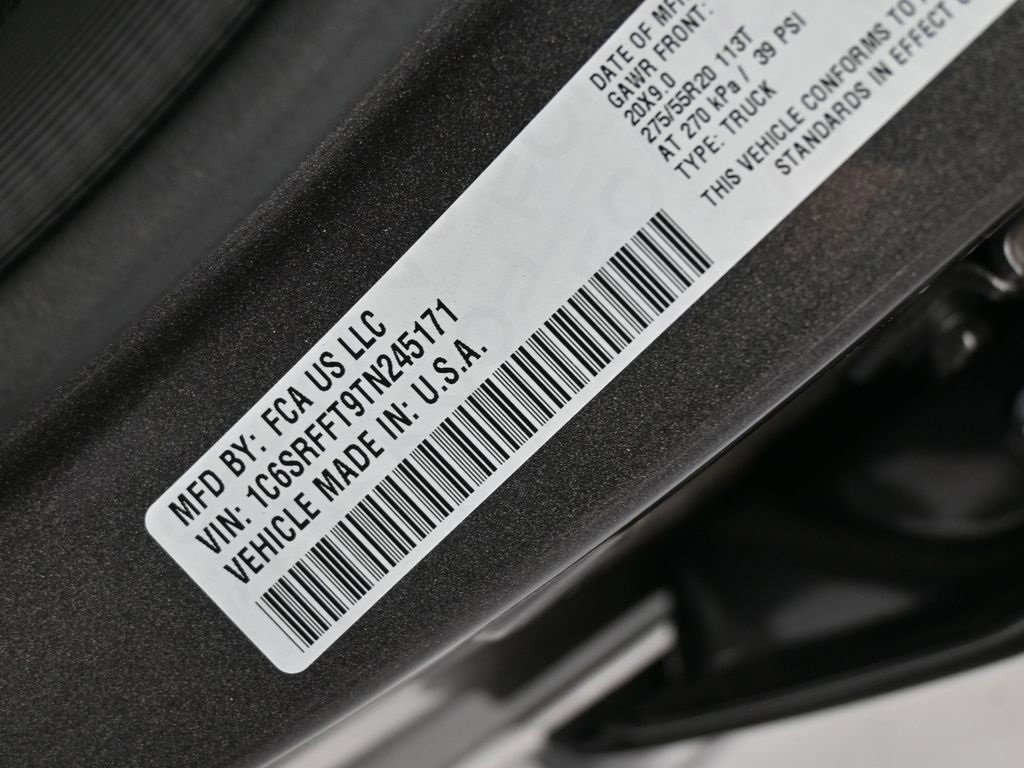 MFD BY: FCA US LLC
VIN: 1C6SRFFT9TN245171
VEHICLE MADE IN: U.S.A.
DATE OF MFR
GAWR FRONT:
20X9.0
275/55R20 113T
AT 270 kPa / 39 PSI
TYPE: TRUCK
THIS VEHICLE CONFORMS TO
STANDARDS IN EFFECT